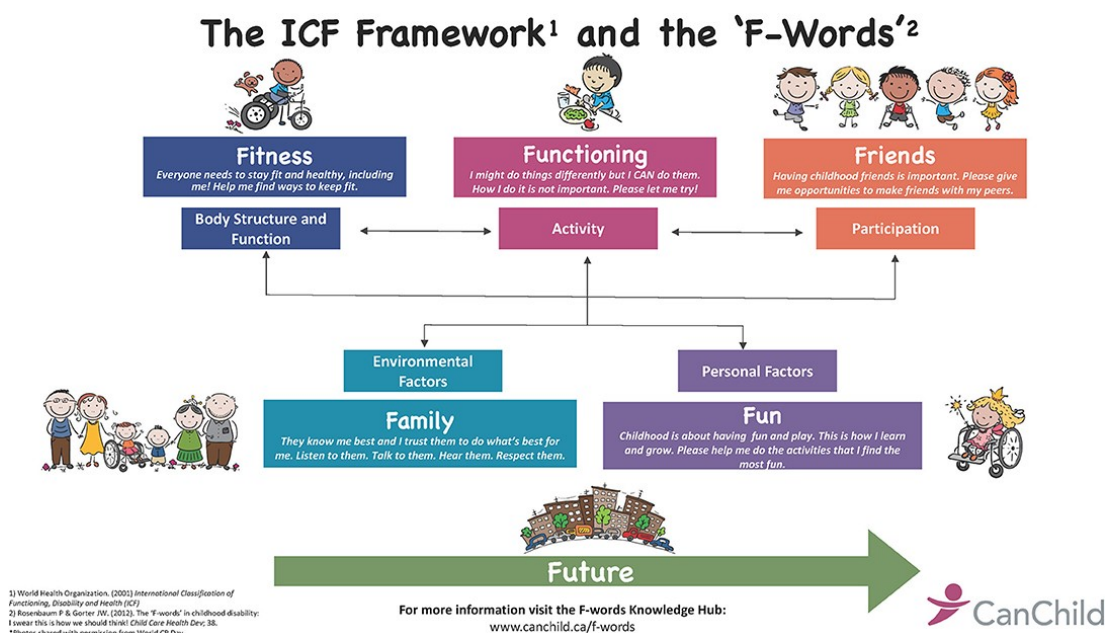 The ICF Framework¹ and the ‘F-Words’²
Fitness
Everyone needs to stay fit and healthy, including
me! Help me find ways to keep fit.
Functioning
I might do things differently but I CAN do them.
How I do it is not important. Please let me try!
Friends
Having childhood friends is important. Please give
me opportunities to make friends with my peers.
Body Structure and
Function
Activity
Participation
Environmental
Factors
Personal Factors
Family
They know me best and I trust them to do what’s best for
me. Listen to them. Talk to them. Hear them. Respect them.
Fun
Childhood is about having fun and play. This is how I learn
and grow. Please help me do the activities that I find the
most fun.
Future
1) World Health Organization. (2001) International Classification of
Functioning, Disability and Health (ICF)
2) Rosenbaum P & Gorter JW. (2012). The ‘F-words’ in childhood disability:
I swear this is how we should think! Child Care Health Dev; 38.
*Photos shared with permission from World CP Day
For more information visit the F-words Knowledge Hub:
www.canchild.ca/f-words
CanChild